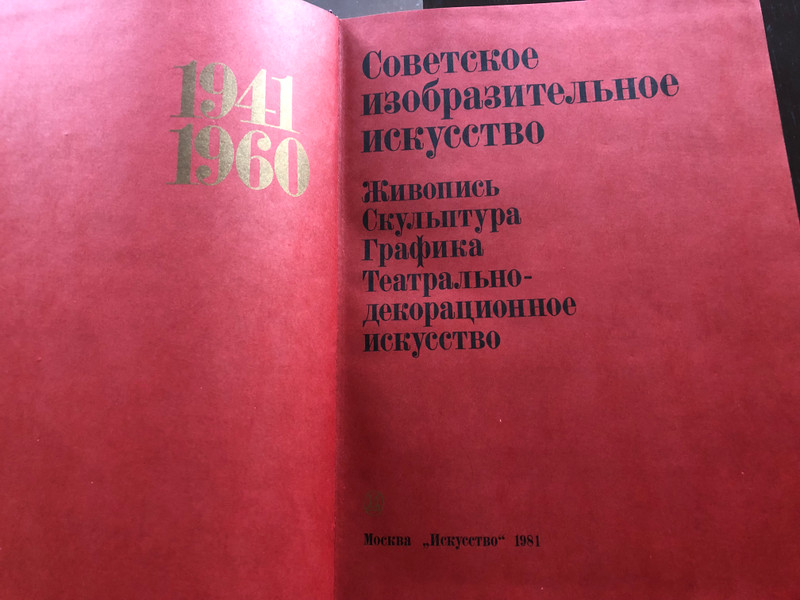 1941
1960
Советское
изобразительное
искусство
Живопись
Скульптура
Графика
Театрально-
декорационное
искусство
Москва „Искусство“ 1981